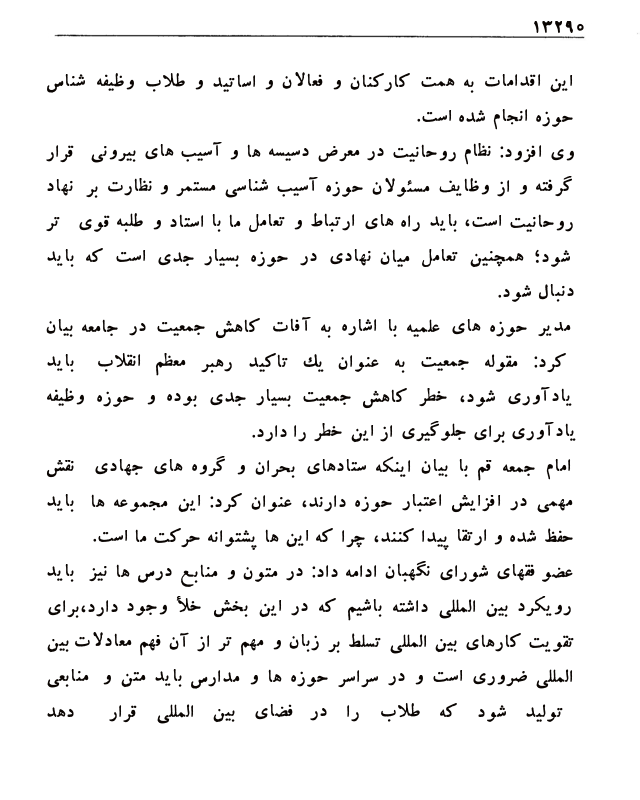 ۱۳۲۹۰
این اقدامات به همت کارکنان و فعالان و اساتید و طلاب وظیفه شناس
حوزه انجام شده است.
وی افزود: نظام روحانیت در معرض دسیسه ها و آسیب های بیرونی قرار
گرفته و از وظایف مسئولان حوزه آسیب شناسی مستمر و نظارت بر نهاد
روحانیت است، باید راه های ارتباط و تعامل ما با استاد و طلبه قوی تر
شود؛ همچنین تعامل میان نهادی در حوزه بسیار جدی است که باید
دنبال شود.
مدیر حوزه های علمیه با اشاره به آفات کاهش جمعیت در جامعه بیان
کرد: مقوله جمعیت به عنوان یك تاکید رهبر معظم انقلاب باید
یادآوری شود، خطر کاهش جمعیت بسیار جدی بوده و حوزه وظیفه
یادآوری برای جلوگیری از این خطر را دارد.
امام جمعه قم با بیان اینکه ستادهای بحران و گروه های جهادی نقش
مهمی در افزایش اعتبار حوزه دارند، عنوان کرد: این مجموعه ها باید
حفظ شده و ارتقا پیدا کنند، چرا که این ها پشتوانه حرکت ما است.
عضو فقهای شورای نگهبان ادامه داد: در متون و منابع درس ها نیز باید
رویکرد بین المللی داشته باشیم که در این بخش خلأ وجود دارد،برای
تقویت کارهای بین المللی تسلط بر زبان و مهم تر از آن فهم معادلات بین
المللی ضروری است و در سراسر حوزه ها و مدارس باید متن و منابعی
تولید شود که طلاب را در فضای بین المللی قرار دهد